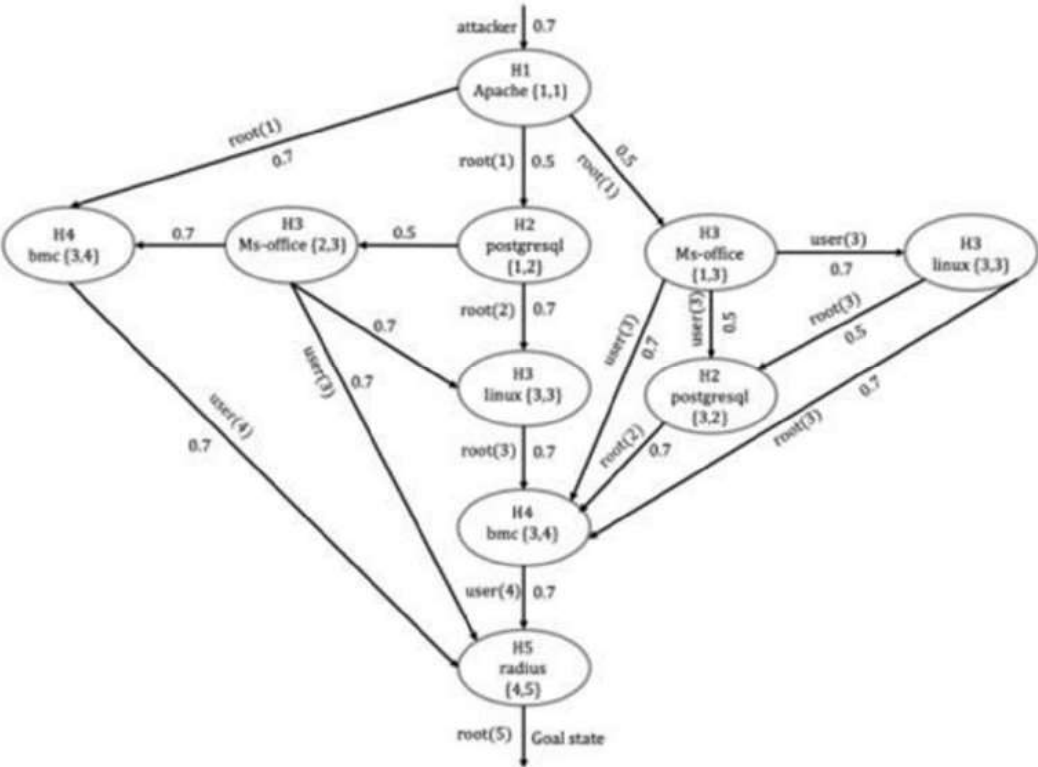 attacker 0.7
H1
Apache {1,1}
root(1)
0.7
root(1) 0.5
0.5
root(1)
H4
bmc {3,4}
0.7
H3
Ms-office {2,3}
0.5
H2
postgresql
{1,2}
H3
Ms-office
{1,3}
user(3)
0.7
H3
linux {3,3}
root(2) 0.7
user(3)
0.5
root(3)
0.5
0.7
user(3)
0.7
user(3)
0.7
H3
linux {3,3}
H2
postgresql
{3,2}
0.7
root(3)
user(4)
0.7
root(3) 0.7
root(2)
0.7
H4
bmc {3,4}
user(4) 0.7
H5
radius
{4,5}
root(5) Goal state